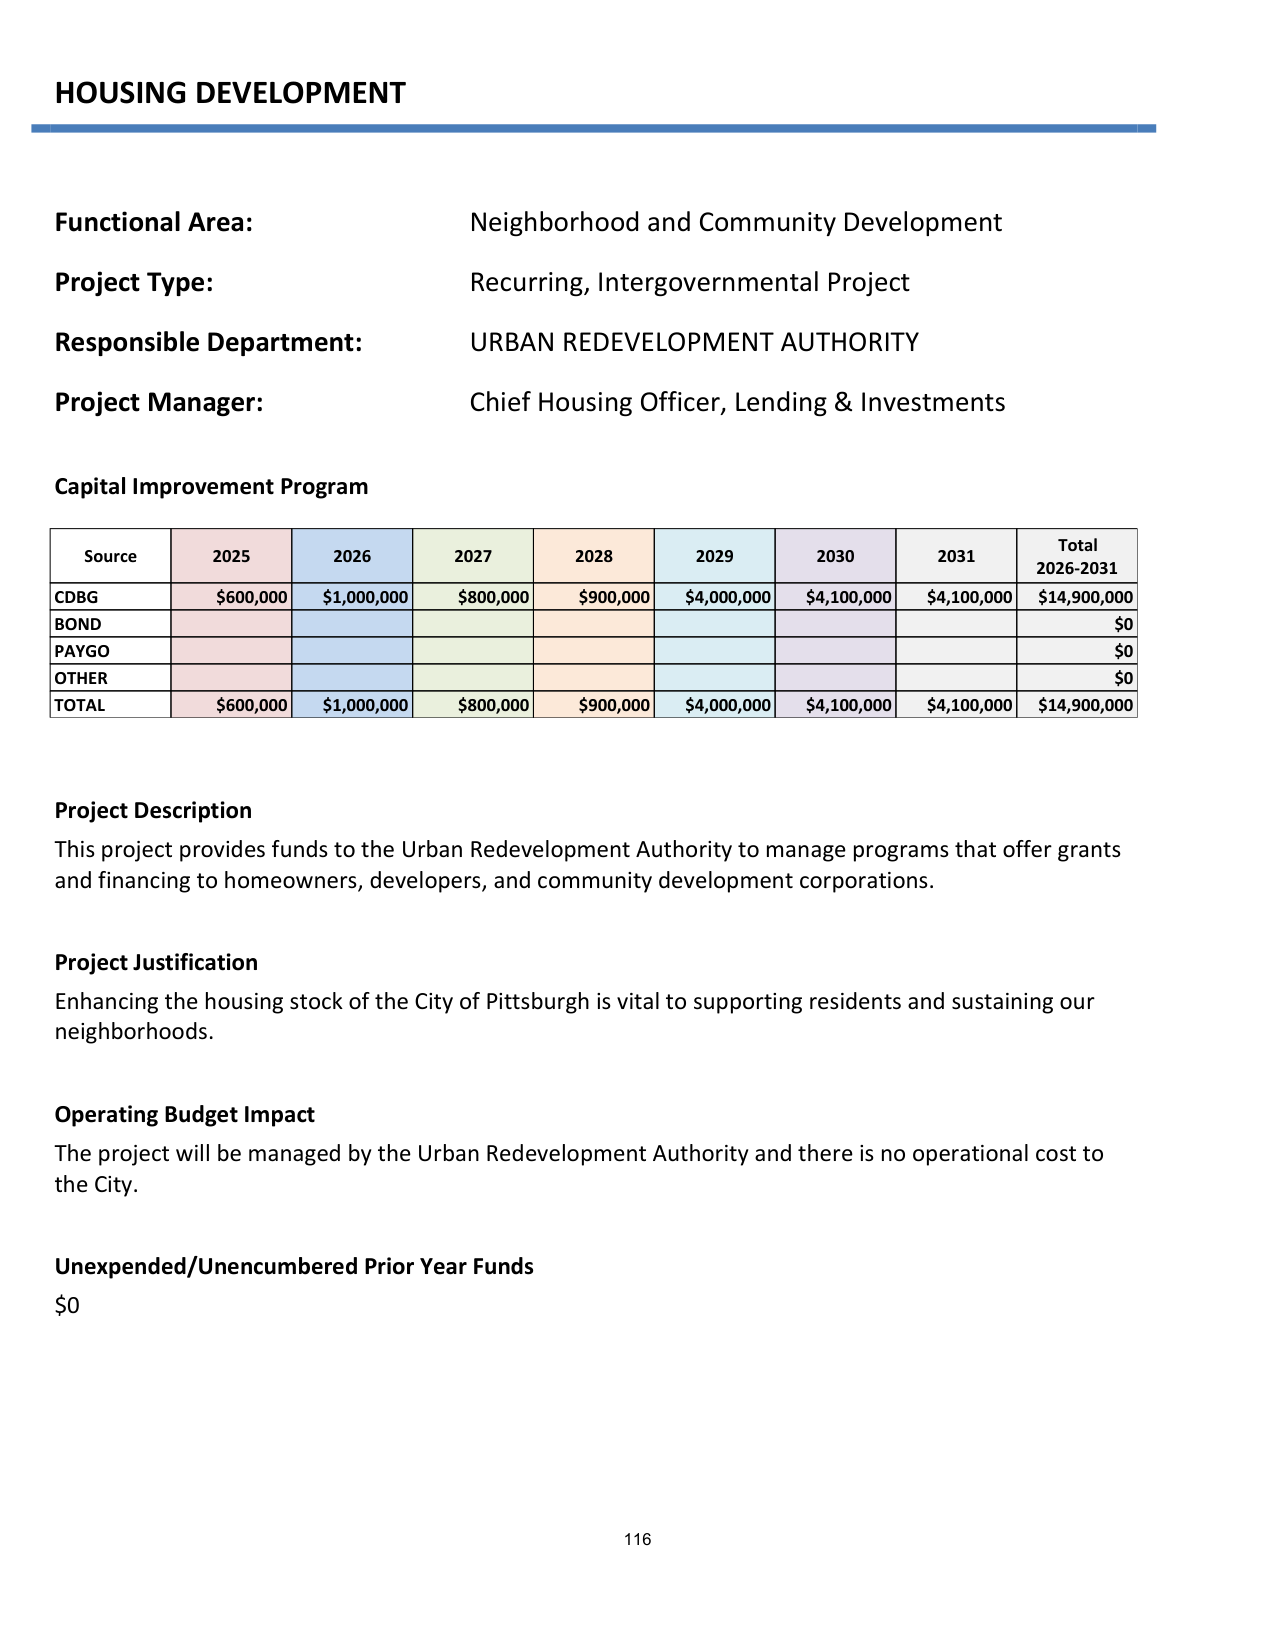 HOUSING DEVELOPMENT
Functional Area: Neighborhood and Community Development
Project Type: Recurring, Intergovernmental Project
Responsible Department: URBAN REDEVELOPMENT AUTHORITY
Project Manager: Chief Housing Officer, Lending & Investments
Capital Improvement Program
Source 2025 2026 2027 2028 2029 2030 2031 Total 2026-2031
CDBG $600,000 $1,000,000 $800,000 $900,000 $4,000,000 $4,100,000 $4,100,000 $14,900,000
BOND $0
PAYGO $0
OTHER $0
TOTAL $600,000 $1,000,000 $800,000 $900,000 $4,000,000 $4,100,000 $4,100,000 $14,900,000
Project Description
This project provides funds to the Urban Redevelopment Authority to manage programs that offer grants
and financing to homeowners, developers, and community development corporations.
Project Justification
Enhancing the housing stock of the City of Pittsburgh is vital to supporting residents and sustaining our
neighborhoods.
Operating Budget Impact
The project will be managed by the Urban Redevelopment Authority and there is no operational cost to
the City.
Unexpended/Unencumbered Prior Year Funds
$0
116